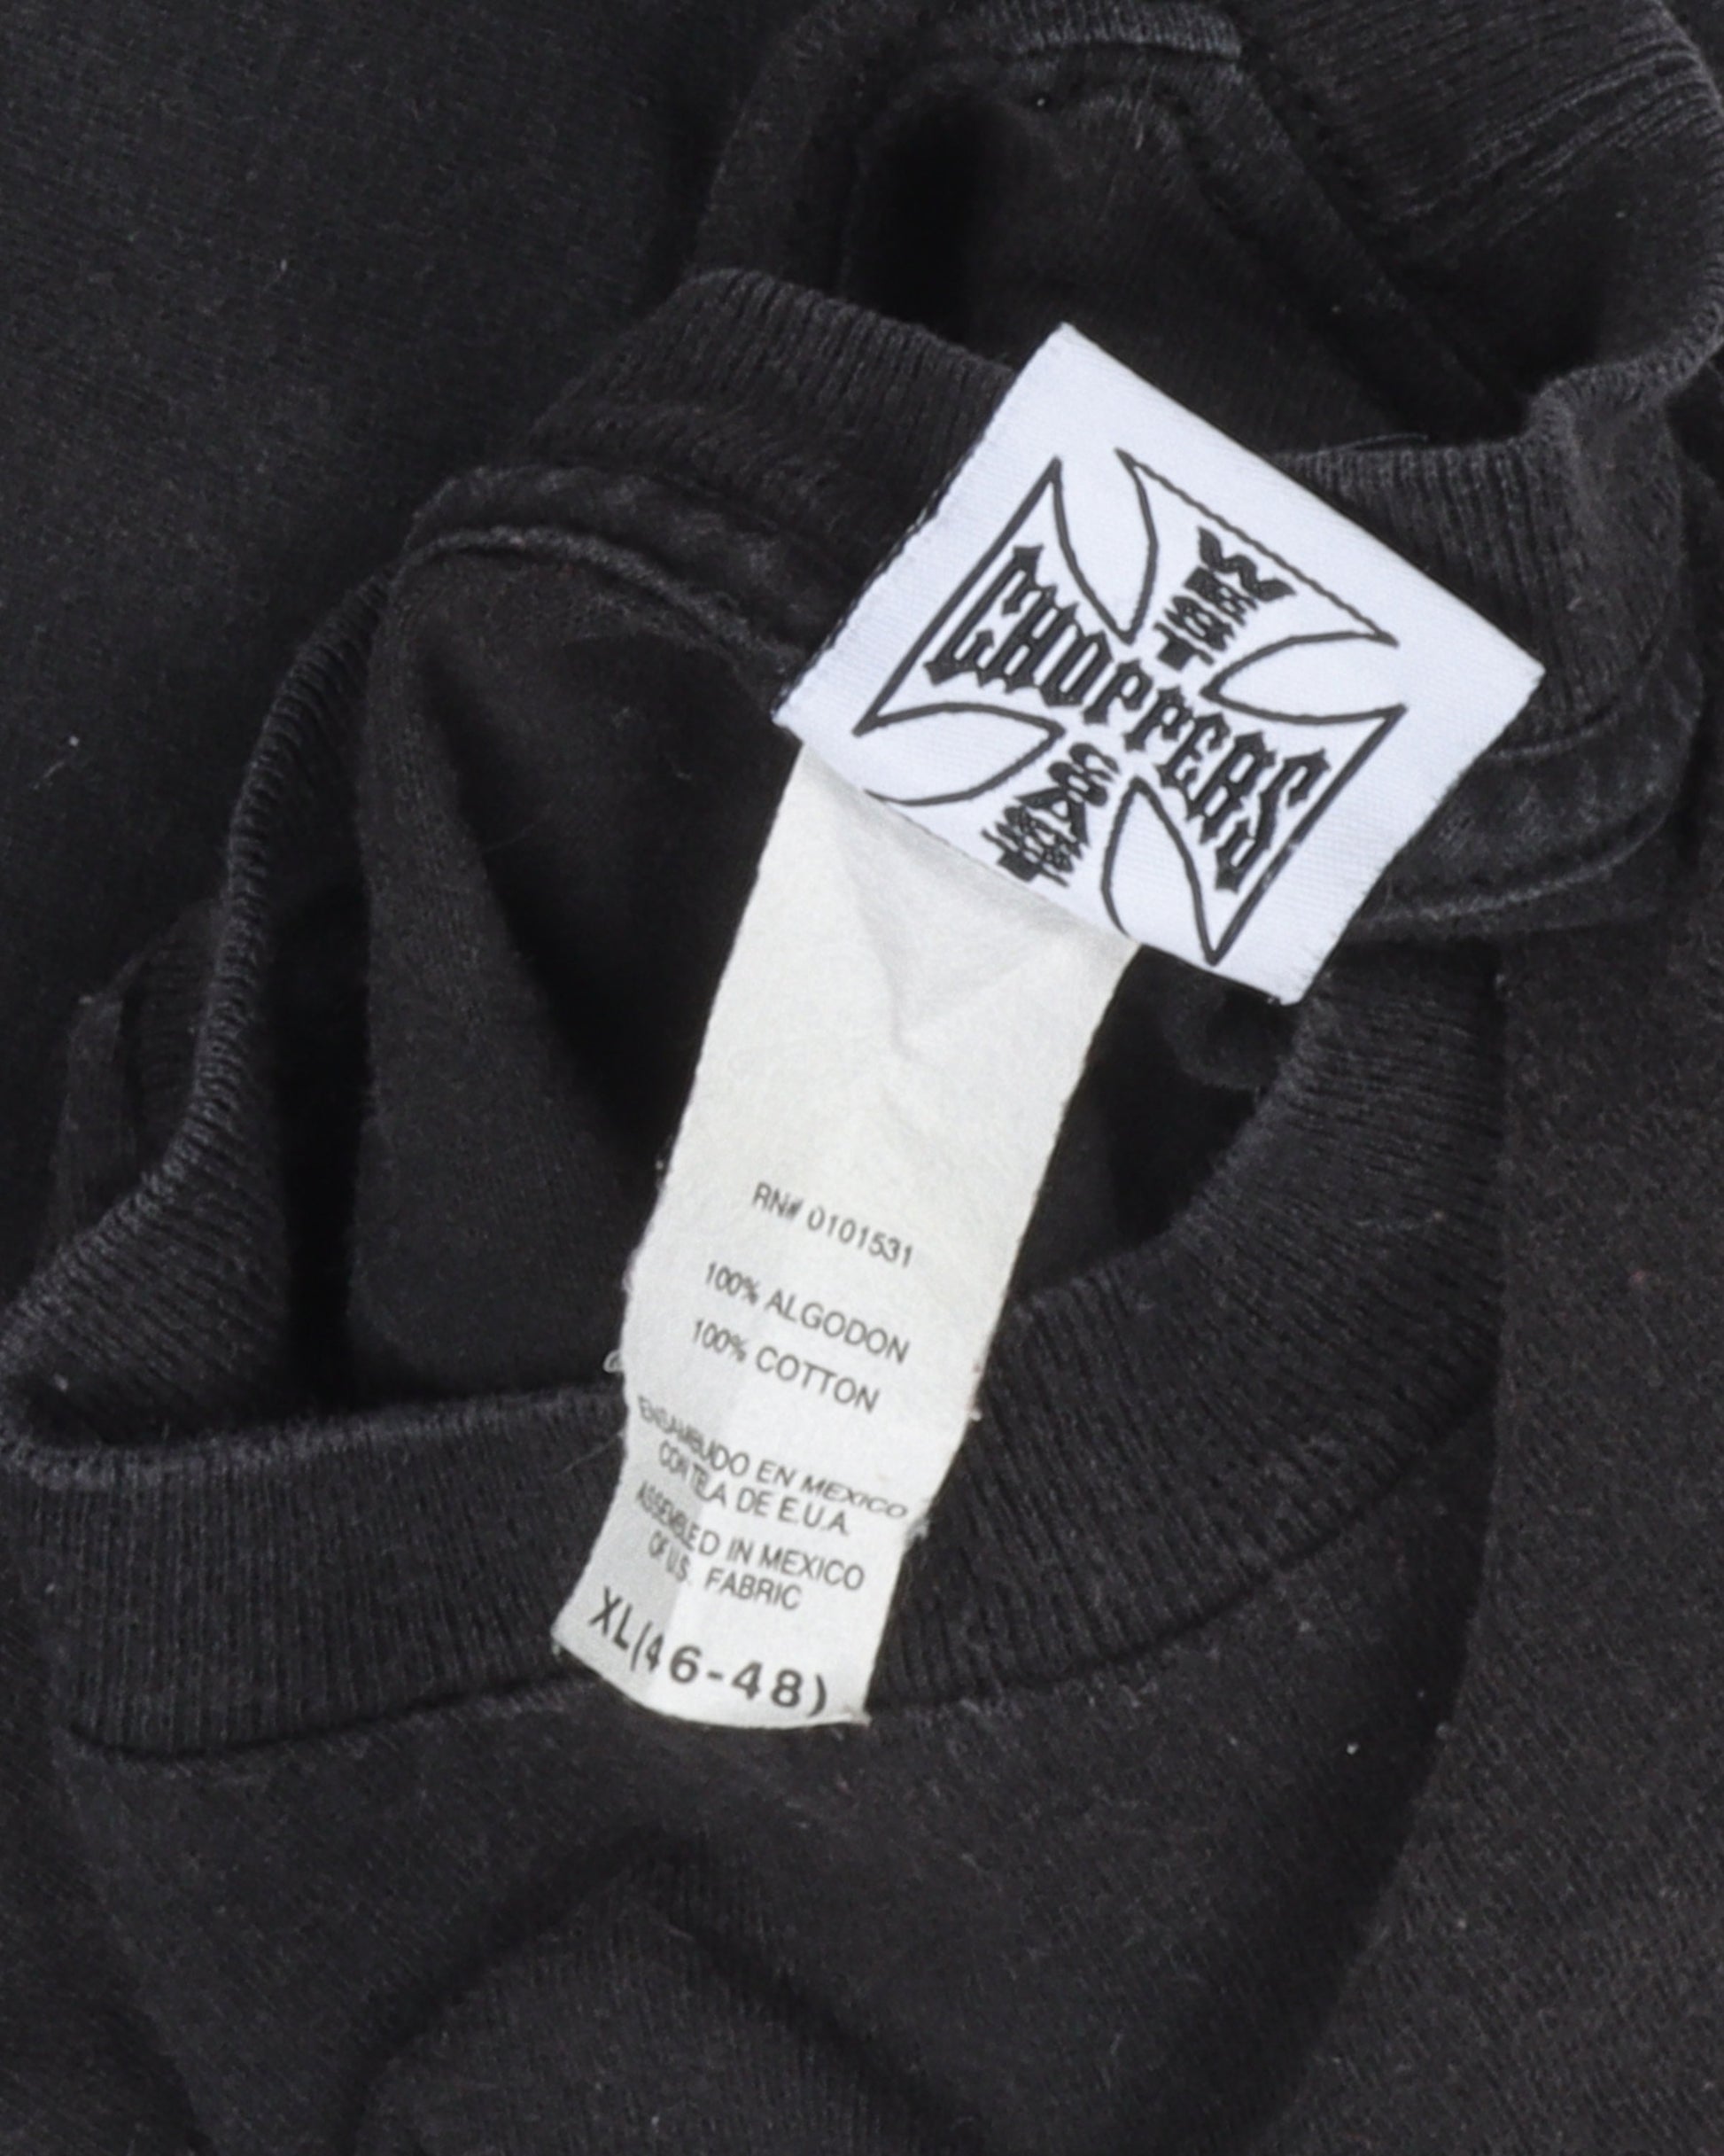 WEST
CHOPPERS
COAST
RN# 0101531
100% ALGODON
100% COTTON
ENSAMBLADO EN MEXICO
CON TELA DE E.U.A.
ASSEMBLED IN MEXICO
OF U.S. FABRIC
XL(46-48)